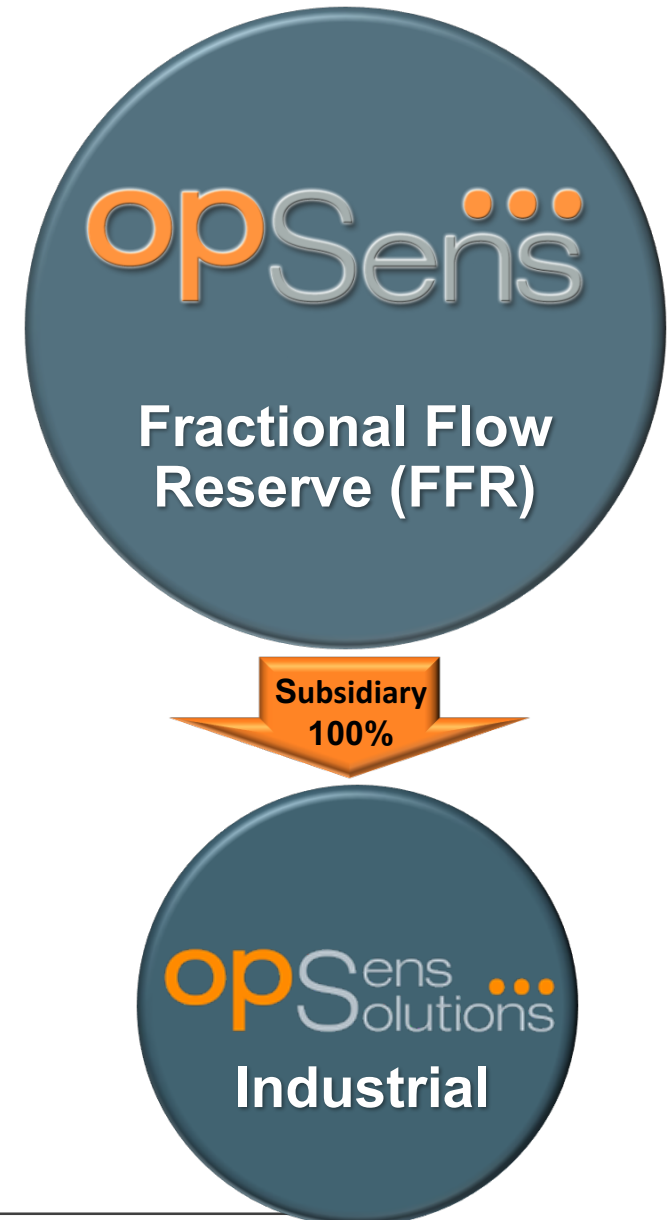 opSens
Fractional Flow
Reserve (FFR)
Subsidiary
100%
opSens
Solutions
Industrial